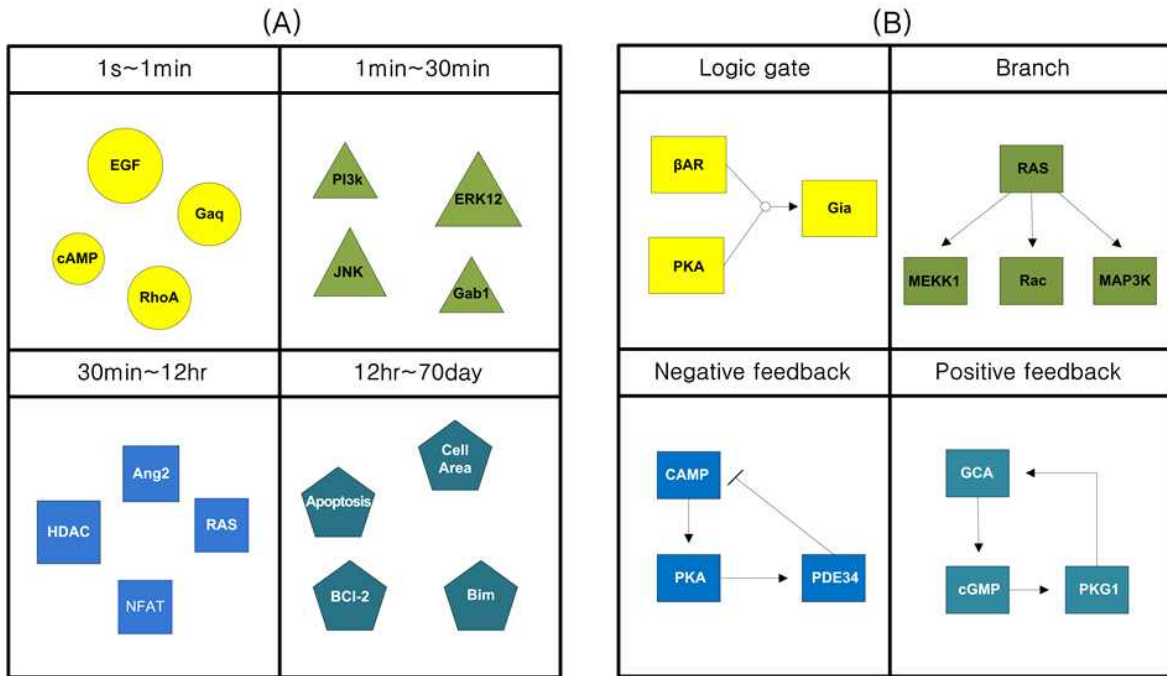 (A)
1s~1min
1min~30min
EGF
Gaq
cAMP
RhoA
PI3k
ERK12
JNK
Gab1
30min~12hr
12hr~70day
Ang2
HDAC
RAS
NFAT
Cell
Area
Apoptosis
BCI-2
Bim
(B)
Logic gate
Branch
βAR
Gia
PKA
RAS
MEKK1
Rac
MAP3K
Negative feedback
Positive feedback
CAMP
PKA
PDE34
GCA
cGMP
PKG1